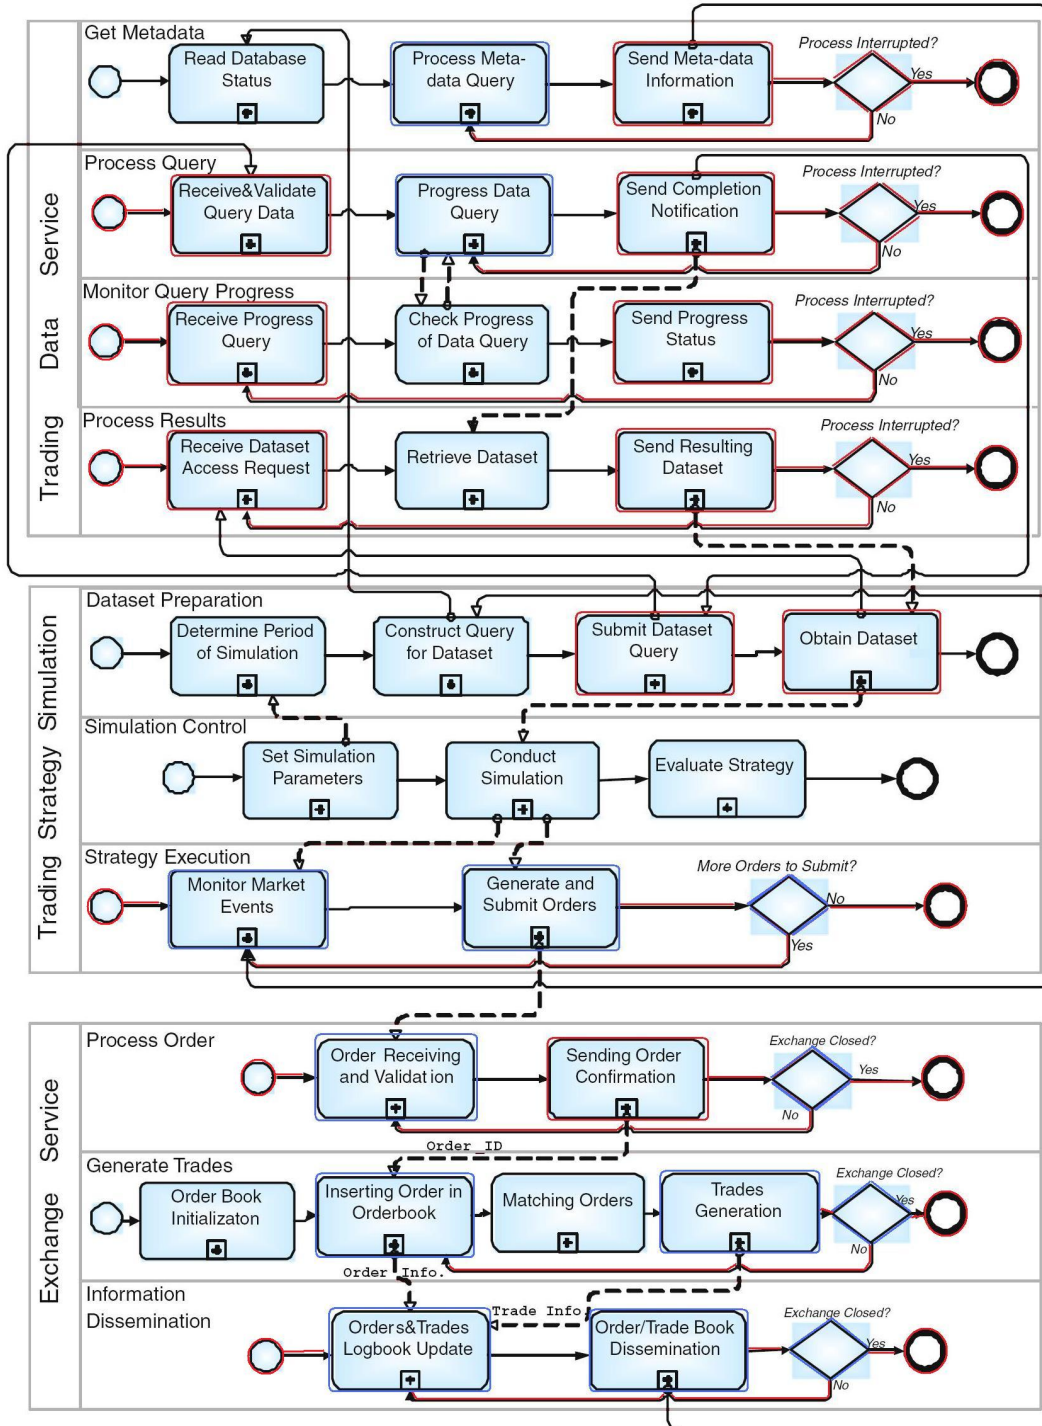 Get Metadata
Read Database
Status
Process Meta-
data Query
Send Meta-data
Information
Process Interrupted?
Yes
No
Process Query
Receive&Validate
Query Data
Progress Data
Query
Send Completion
Notification
Process Interrupted?
Yes
No
Monitor Query Progress
Receive Progress
Query
Check Progress
of Data Query
Send Progress
Status
Process Interrupted?
Yes
No
Process Results
Receive Dataset
Access Request
Retrieve Dataset
Send Resulting
Dataset
Process Interrupted?
Yes
No
Trading Data Service
Dataset Preparation
Determine Period
of Simulation
Construct Query
for Dataset
Submit Dataset
Query
Obtain Dataset
Simulation Control
Set Simulation
Parameters
Conduct
Simulation
Evaluate Strategy
Strategy Execution
Monitor Market
Events
Generate and
Submit Orders
More Orders to Submit?
No
Yes
Trading Strategy Simulation
Process Order
Order Receiving
and Validation
Sending Order
Confirmation
Exchange Closed?
Yes
No
Order_ID
Generate Trades
Order Book
Initializaton
Inserting Order in
Orderbook
Matching Orders
Trades
Generation
Exchange Closed?
Yes
No
Order Info.
Information
Dissemination
Trade Info.
Orders&Trades
Logbook Update
Order/Trade Book
Dissemination
Exchange Closed?
Yes
No
Exchange Service